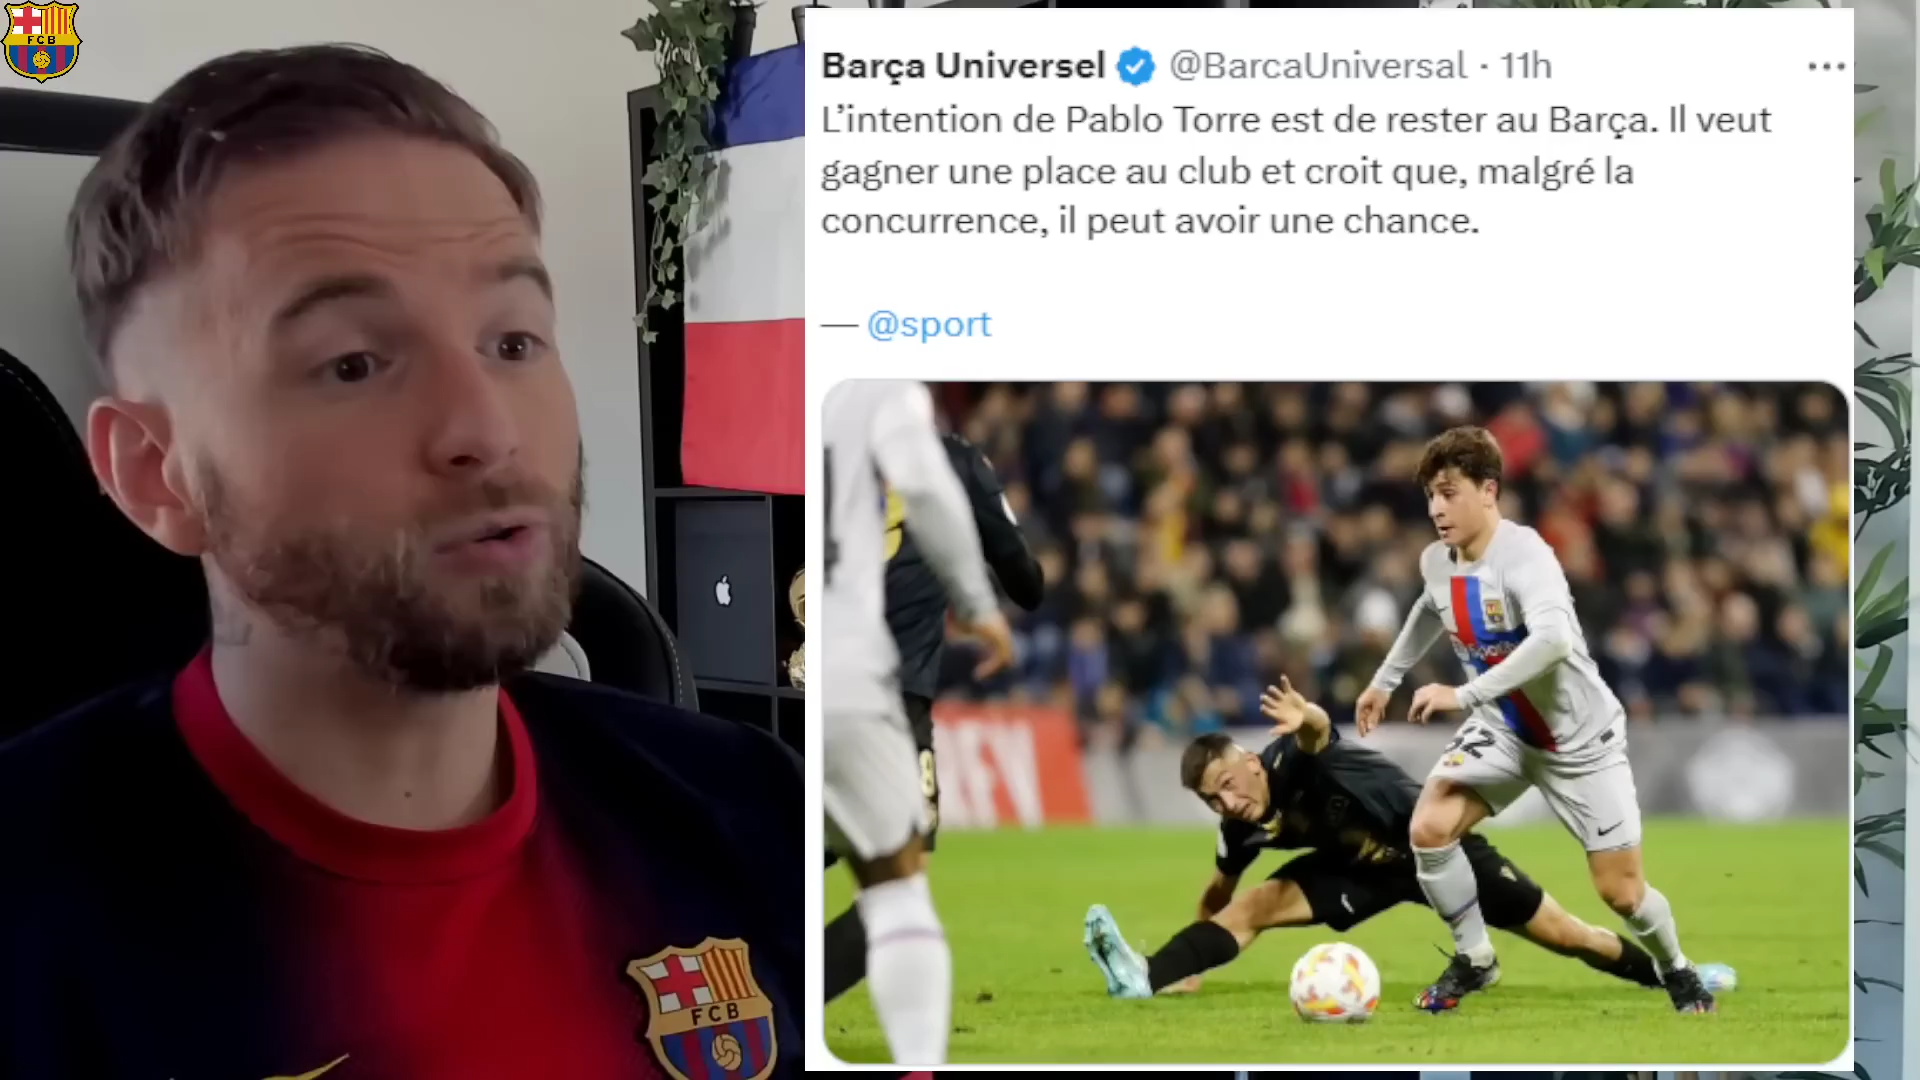 FCB
Barça Universel @BarcaUniversal · 11h
L'intention de Pablo Torre est de rester au Barça. Il veut
gagner une place au club et croit que, malgré la
concurrence, il peut avoir une chance.
— @sport
32
FCB